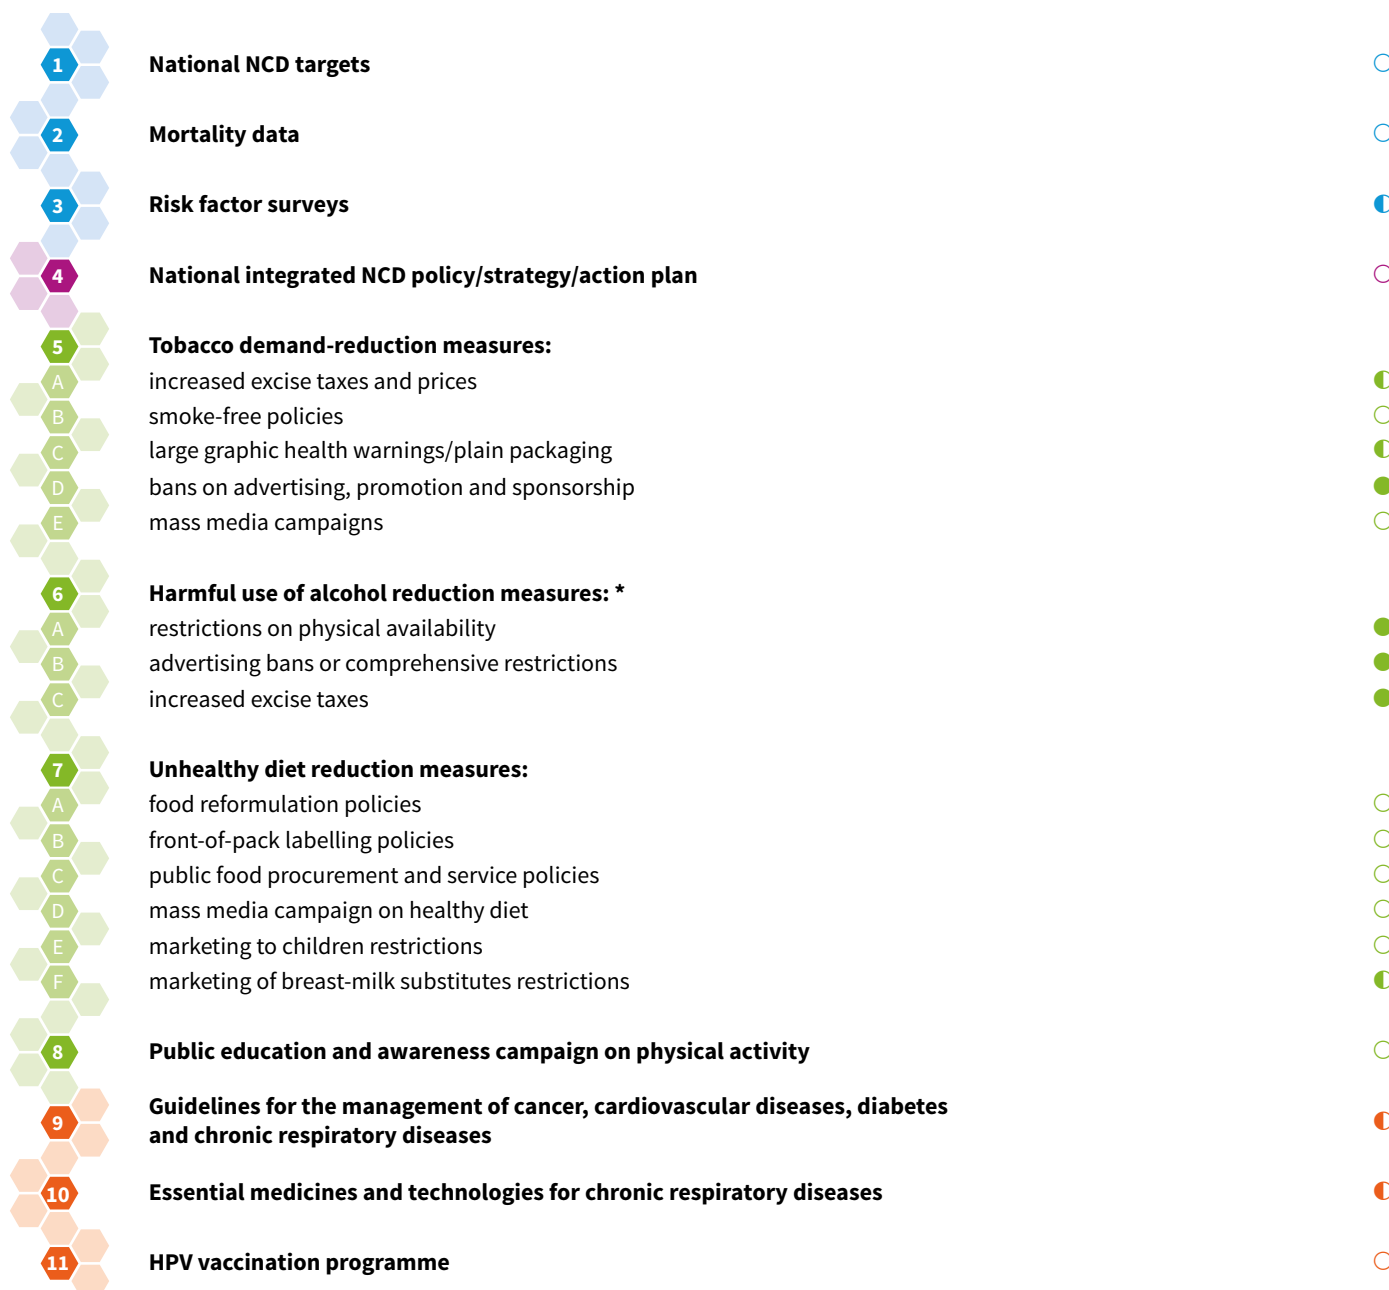 1 National NCD targets
2 Mortality data
3 Risk factor surveys
4 National integrated NCD policy/strategy/action plan
5 Tobacco demand-reduction measures:
A increased excise taxes and prices
B smoke-free policies
C large graphic health warnings/plain packaging
D bans on advertising, promotion and sponsorship
E mass media campaigns
6 Harmful use of alcohol reduction measures: *
A restrictions on physical availability
B advertising bans or comprehensive restrictions
C increased excise taxes
7 Unhealthy diet reduction measures:
A food reformulation policies
B front-of-pack labelling policies
C public food procurement and service policies
D mass media campaign on healthy diet
E marketing to children restrictions
F marketing of breast-milk substitutes restrictions
8 Public education and awareness campaign on physical activity
9 Guidelines for the management of cancer, cardiovascular diseases, diabetes
and chronic respiratory diseases
10 Essential medicines and technologies for chronic respiratory diseases
11 HPV vaccination programme